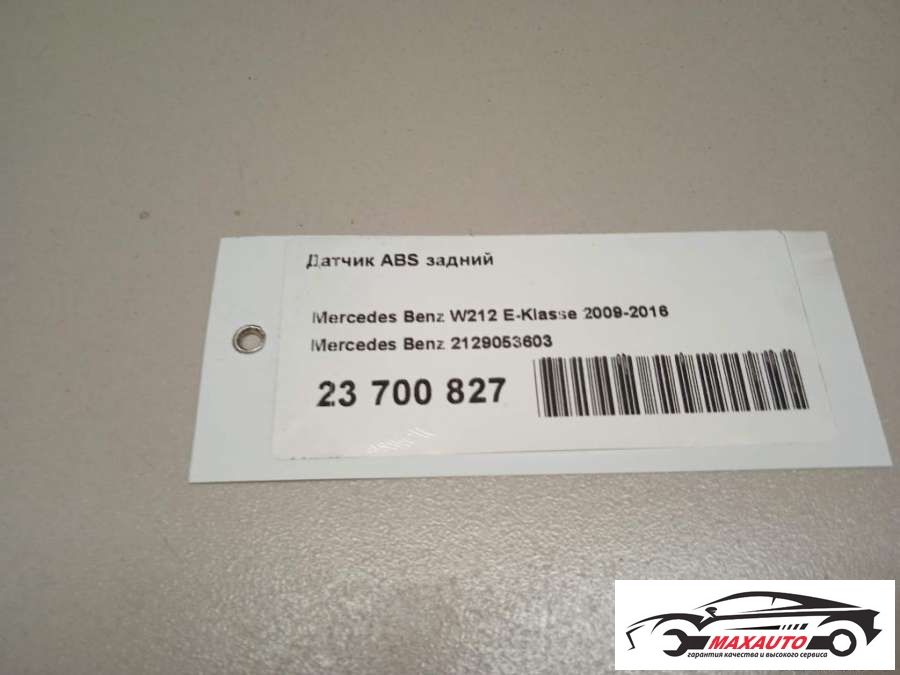 Датчик ABS задний
Mercedes Benz W212 E-Klasse 2009-2016
Mercedes Benz 2129053603
23 700 827
MAXAUTO
гарантия качества и высокого сервиса